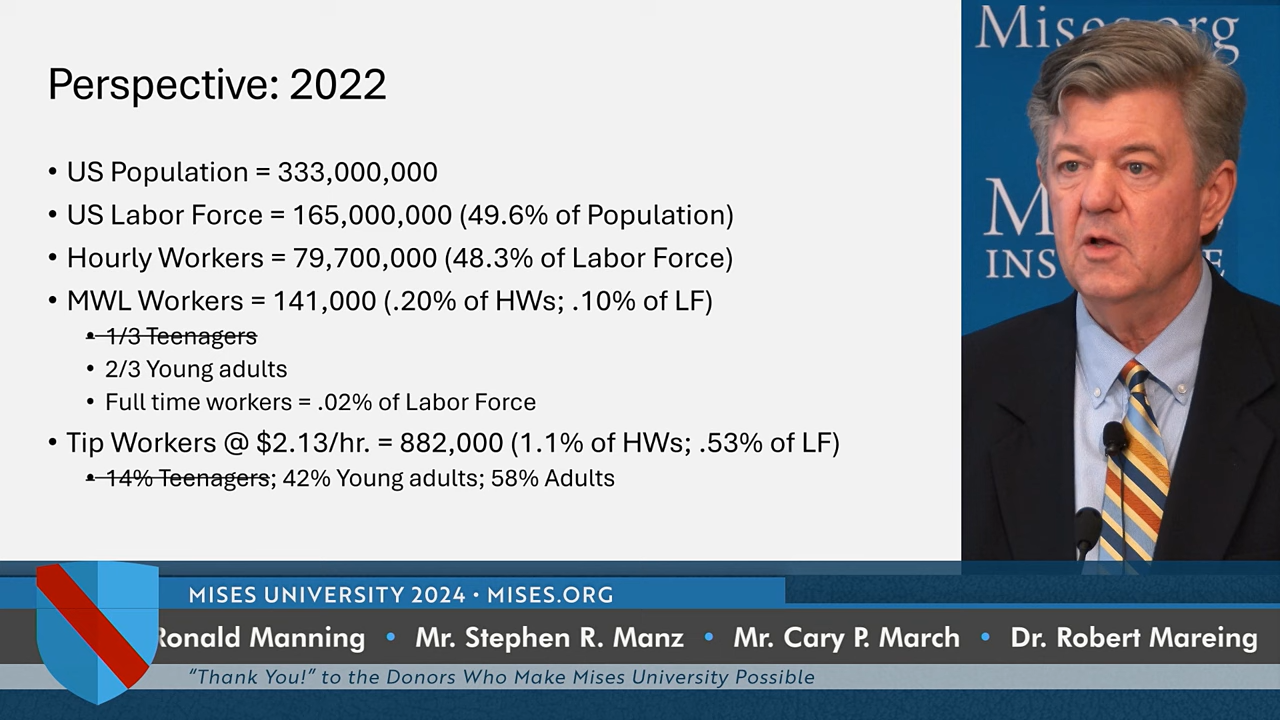 Perspective: 2022
• US Population = 333,000,000
• US Labor Force = 165,000,000 (49.6% of Population)
• Hourly Workers = 79,700,000 (48.3% of Labor Force)
• MWL Workers = 141,000 (.20% of HWs; .10% of LF)
• 1/3 Teenagers
• 2/3 Young adults
• Full time workers = .02% of Labor Force
• Tip Workers @ $2.13/hr. = 882,000 (1.1% of HWs; .53% of LF)
• 14% Teenagers; 42% Young adults; 58% Adults
Mises.org
M
INS E
MISES UNIVERSITY 2024 • MISES.ORG
Ronald Manning • Mr. Stephen R. Manz • Mr. Cary P. March • Dr. Robert Mareing
“Thank You!” to the Donors Who Make Mises University Possible